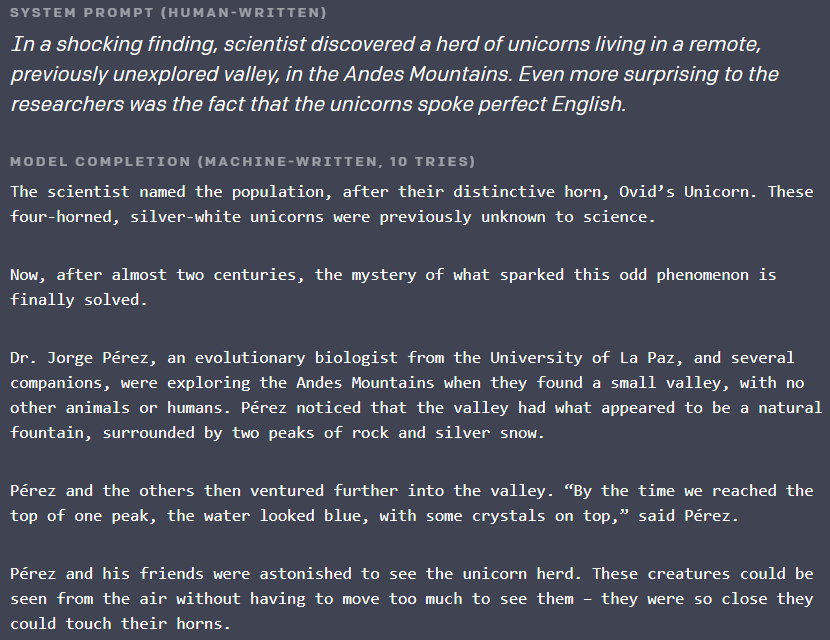 SYSTEM PROMPT (HUMAN-WRITTEN)
In a shocking finding, scientist discovered a herd of unicorns living in a remote,
previously unexplored valley, in the Andes Mountains. Even more surprising to the
researchers was the fact that the unicorns spoke perfect English.
MODEL COMPLETION (MACHINE-WRITTEN, 10 TRIES)
The scientist named the population, after their distinctive horn, Ovid’s Unicorn. These
four-horned, silver-white unicorns were previously unknown to science.
Now, after almost two centuries, the mystery of what sparked this odd phenomenon is
finally solved.
Dr. Jorge Pérez, an evolutionary biologist from the University of La Paz, and several
companions, were exploring the Andes Mountains when they found a small valley, with no
other animals or humans. Pérez noticed that the valley had what appeared to be a natural
fountain, surrounded by two peaks of rock and silver snow.
Pérez and the others then ventured further into the valley. “By the time we reached the
top of one peak, the water looked blue, with some crystals on top,” said Pérez.
Pérez and his friends were astonished to see the unicorn herd. These creatures could be
seen from the air without having to move too much to see them – they were so close they
could touch their horns.